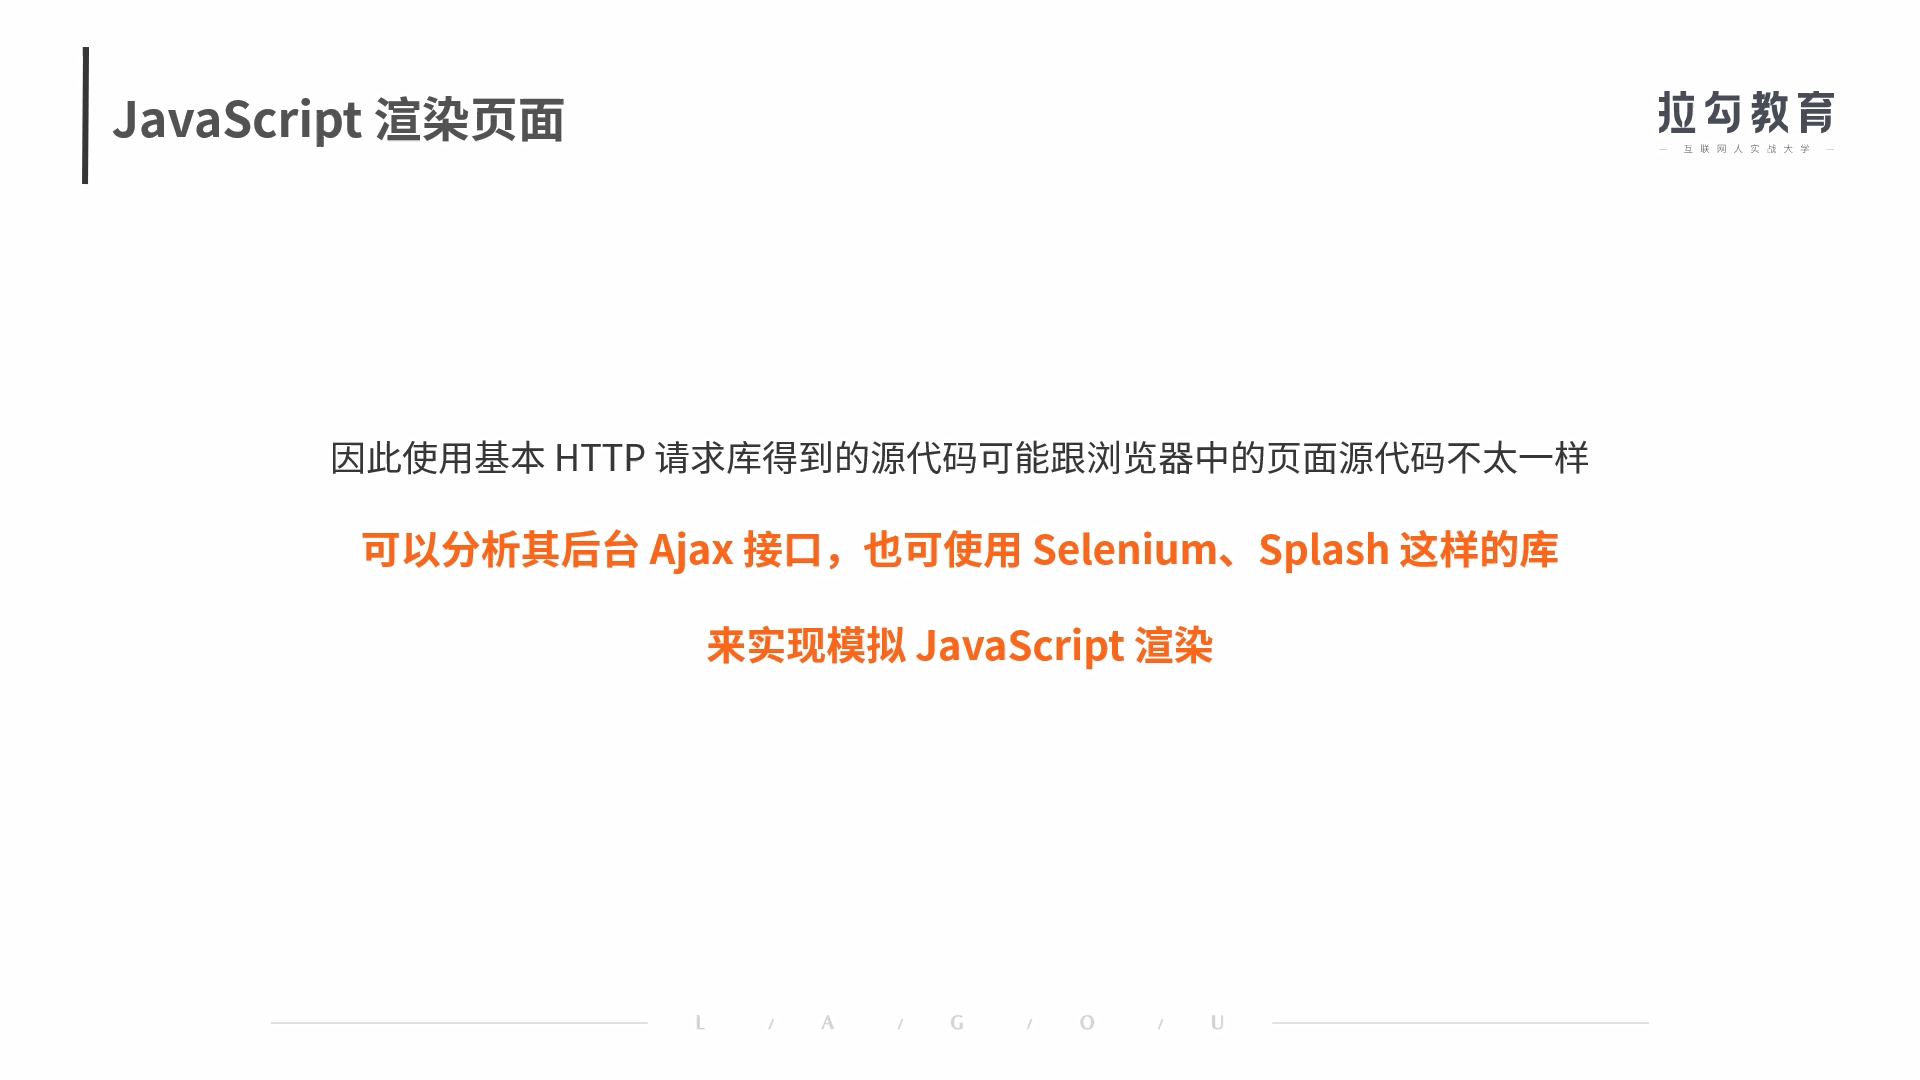 JavaScript 渲染页面
拉勾教育
— 互联网人实战大学 —
因此使用基本 HTTP 请求库得到的源代码可能跟浏览器中的页面源代码不太一样
可以分析其后台 Ajax 接口，也可使用 Selenium、Splash 这样的库
来实现模拟 JavaScript 渲染
L / A / G / O / U